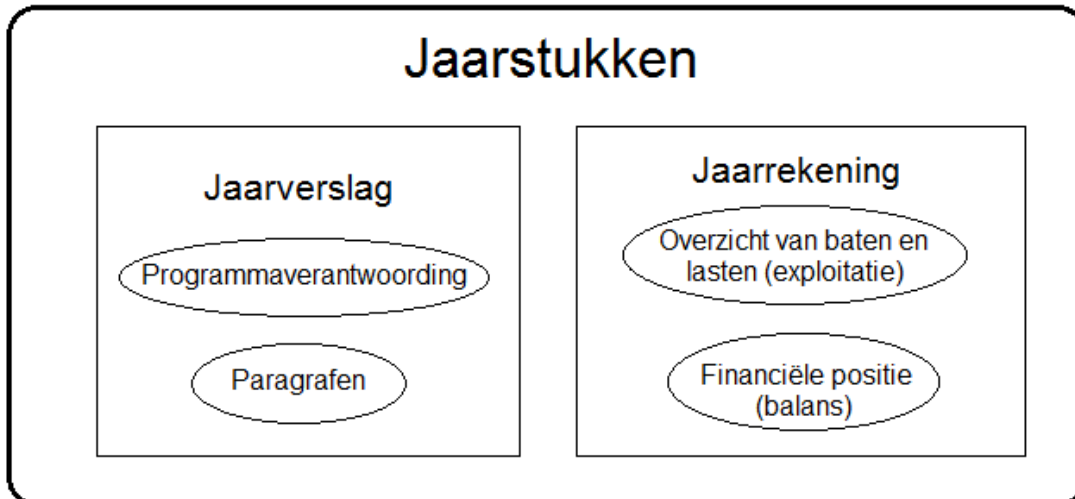 Jaarstukken
Jaarverslag
Programmaverantwoording
Paragrafen
Jaarrekening
Overzicht van baten en
lasten (exploitatie)
Financiële positie
(balans)